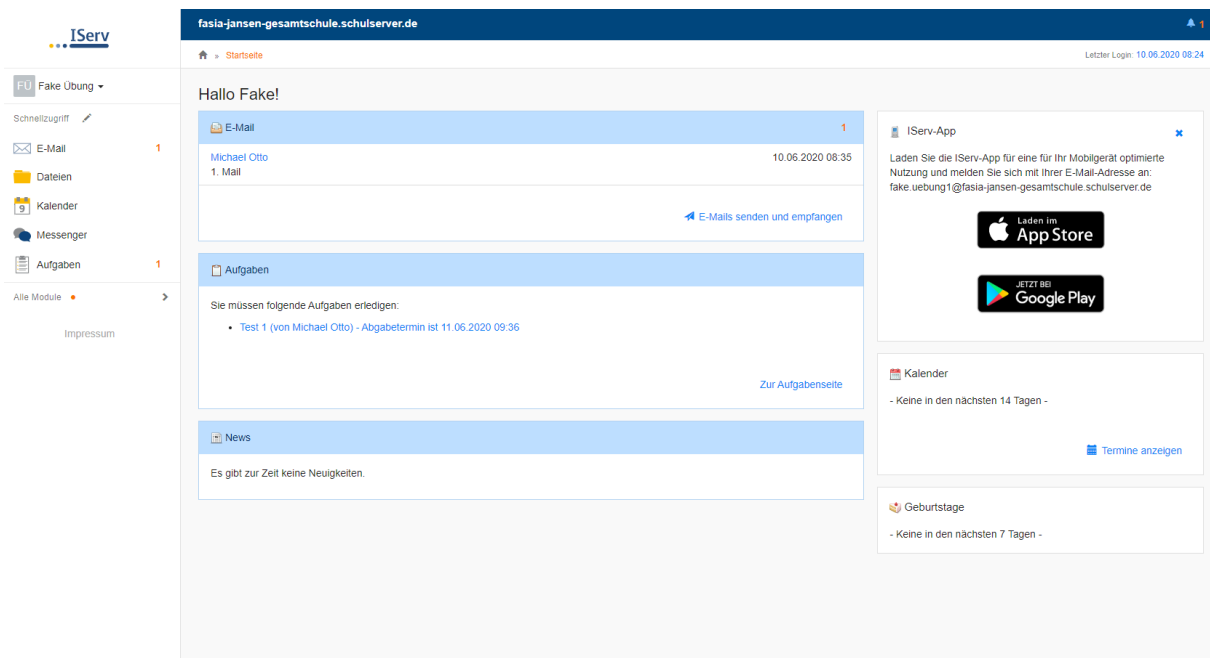 IServ
fasia-jansen-gesamtschule.schulserver.de
1
» Startseite
Letzter Login: 10.06.2020 08:24
FÜ Fake Übung
Schnellzugriff
E-Mail 1
Dateien
9 Kalender
Messenger
Aufgaben 1
Alle Module
Impressum
Hallo Fake!
E-Mail 1
Michael Otto 10.06.2020 08:35
1. Mail
E-Mails senden und empfangen
Aufgaben
Sie müssen folgende Aufgaben erledigen:
• Test 1 (von Michael Otto) - Abgabetermin ist 11.06.2020 09:36
Zur Aufgabenseite
News
Es gibt zur Zeit keine Neuigkeiten.
IServ-App
Laden Sie die IServ-App für eine für Ihr Mobilgerät optimierte
Nutzung und melden Sie sich mit Ihrer E-Mail-Adresse an:
fake.uebung1@fasia-jansen-gesamtschule.schulserver.de
Laden im
App Store
JETZT BEI
Google Play
Kalender
- Keine in den nächsten 14 Tagen -
Termine anzeigen
Geburtstage
- Keine in den nächsten 7 Tagen -